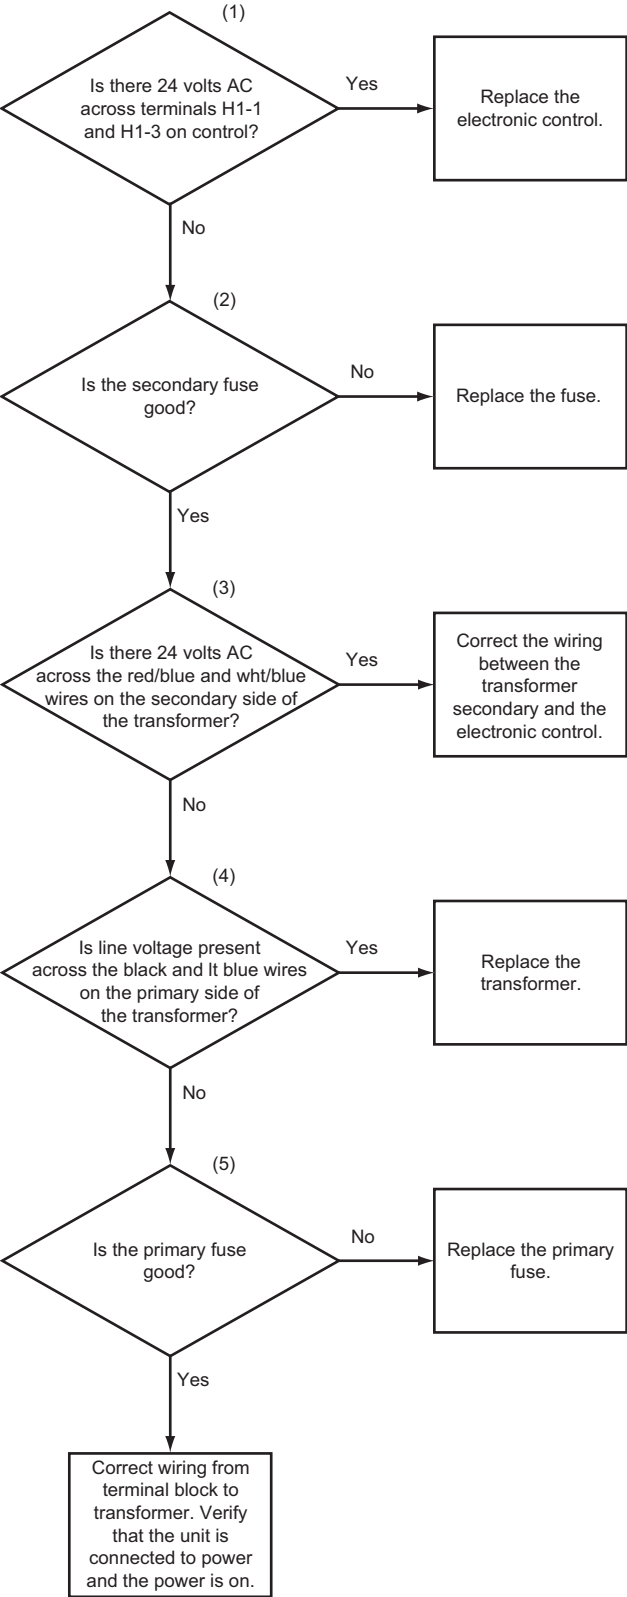 (1)
Is there 24 volts AC
across terminals H1-1
and H1-3 on control?
Yes
Replace the
electronic control.
No
(2)
Is the secondary fuse
good?
No
Replace the fuse.
Yes
(3)
Is there 24 volts AC
across the red/blue and wht/blue
wires on the secondary side of
the transformer?
Yes
Correct the wiring
between the
transformer
secondary and the
electronic control.
No
(4)
Is line voltage present
across the black and lt blue wires
on the primary side of
the transformer?
Yes
Replace the
transformer.
No
(5)
Is the primary fuse
good?
No
Replace the primary
fuse.
Yes
Correct wiring from
terminal block to
transformer. Verify
that the unit is
connected to power
and the power is on.